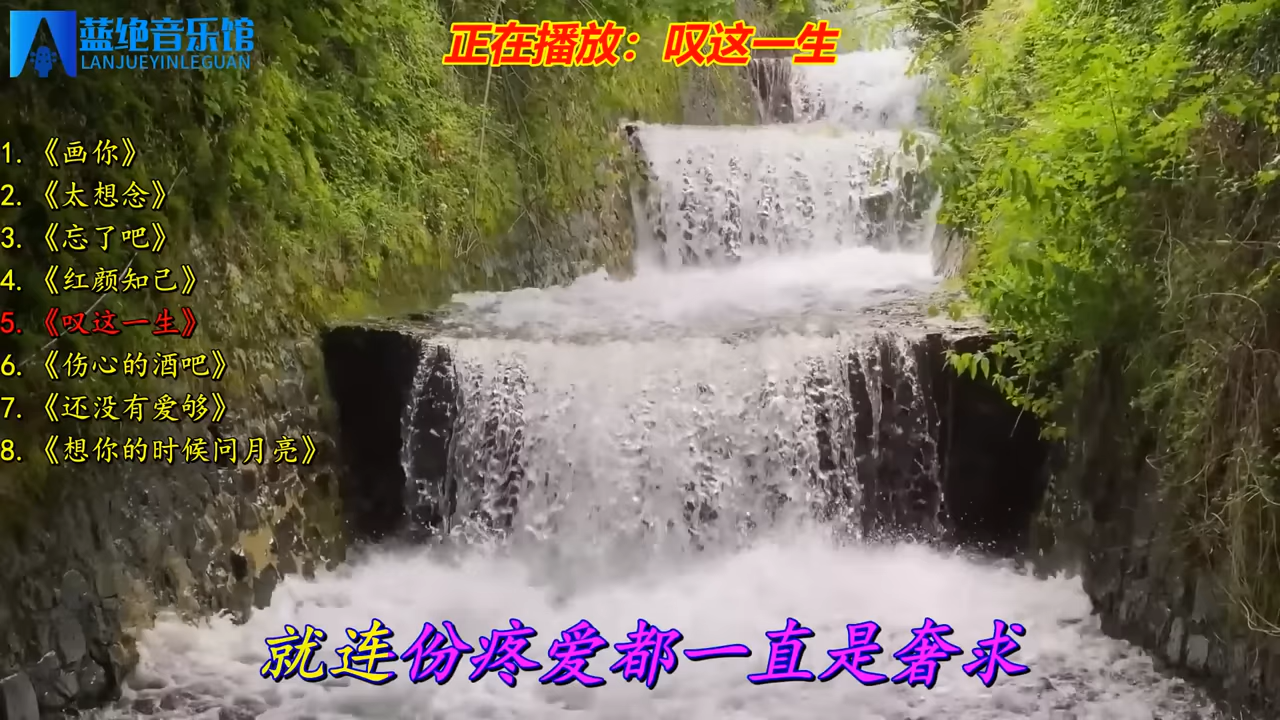 蓝绝音乐馆
LANJUEYINLEGUAN
正在播放：叹这一生
1.《画你》
2.《太想念》
3.《忘了吧》
4.《红颜知己》
5.《叹这一生》
6.《伤心的酒吧》
7.《还没有爱够》
8.《想你的时候问月亮》
就连份疼爱都一直是奢求